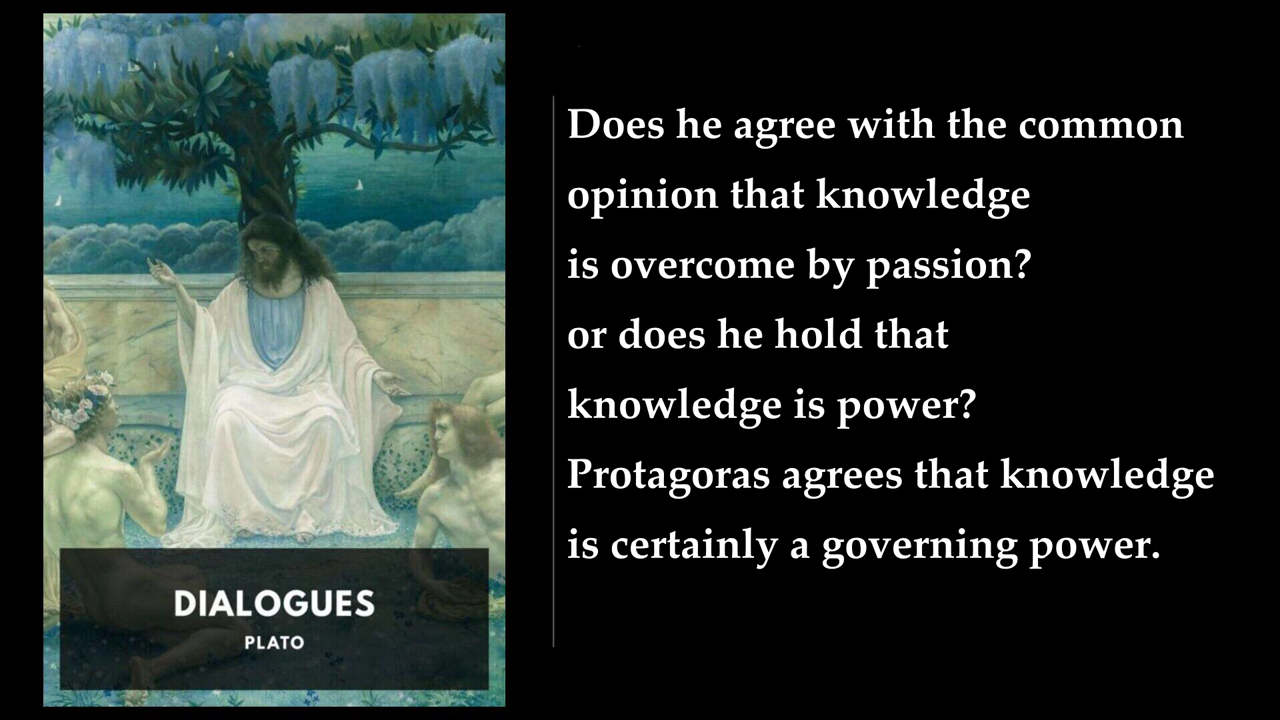 DIALOGUES
PLATO
Does he agree with the common
opinion that knowledge
is overcome by passion?
or does he hold that
knowledge is power?
Protagoras agrees that knowledge
is certainly a governing power.